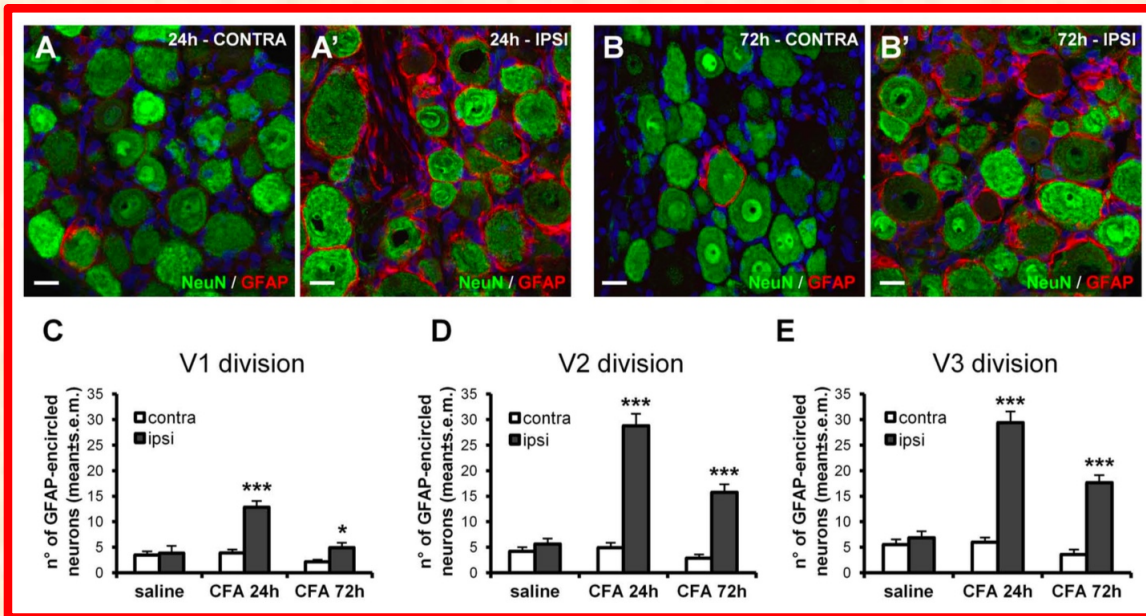 A
24h - CONTRA
NeuN / GFAP
A'
24h - IPSI
NeuN / GFAP
B
72h - CONTRA
NeuN / GFAP
B'
72h - IPSI
NeuN / GFAP
C
V1 division
n° of GFAP-encircled
neurons (mean±s.e.m.)
35
30
25
20
15
10
5
0
contra
ipsi
***
*
saline
CFA 24h
CFA 72h
D
V2 division
n° of GFAP-encircled
neurons (mean±s.e.m.)
35
30
25
20
15
10
5
0
contra
ipsi
***
***
saline
CFA 24h
CFA 72h
E
V3 division
n° of GFAP-encircled
neurons (mean±s.e.m.)
35
30
25
20
15
10
5
0
contra
ipsi
***
***
saline
CFA 24h
CFA 72h